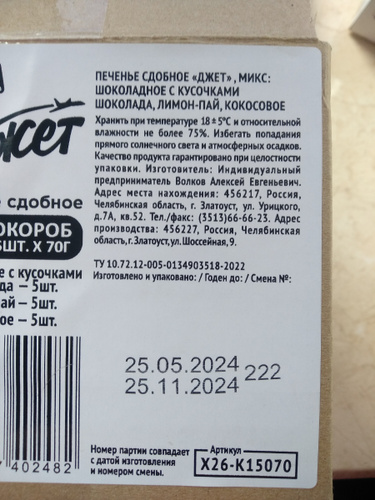 жет
е сдобное
ОКОРОБ
ШТ. Х 70Г
е с кусочками
да — 5шт.
ай — 5шт.
ое — 5шт.
402482
ПЕЧЕНЬЕ СДОБНОЕ «ДЖЕТ» , МИКС:
ШОКОЛАДНОЕ С КУСОЧКАМИ
ШОКОЛАДА, ЛИМОН-ПАЙ, КОКОСОВОЕ
Хранить при температуре 18 ± 5°С и относительной
влажности не более 75%. Избегать попадания
прямого солнечного света и атмосферных осадков.
Качество продукта гарантировано при целостности
упаковки. Изготовитель: Индивидуальный
предприниматель Волков Алексей Евгеньевич.
Адрес места нахождения: 456217, Россия,
Челябинская область, г. Златоуст, ул. Урицкого,
д.7А, кв.52. Тел./факс: (3513)66-66-23. Адрес
производства: 456227, Россия, Челябинская
область, г. Златоуст, ул. Шоссейная, 9.
ТУ 10.72.12-005-0134903518-2022
Изготовлено и упаковано: / Годен до: / Смена №:
25.05.2024 222
25.11.2024
Номер партии совпадает
с датой изготовления
и номером смены.
Артикул
Х26-К15070